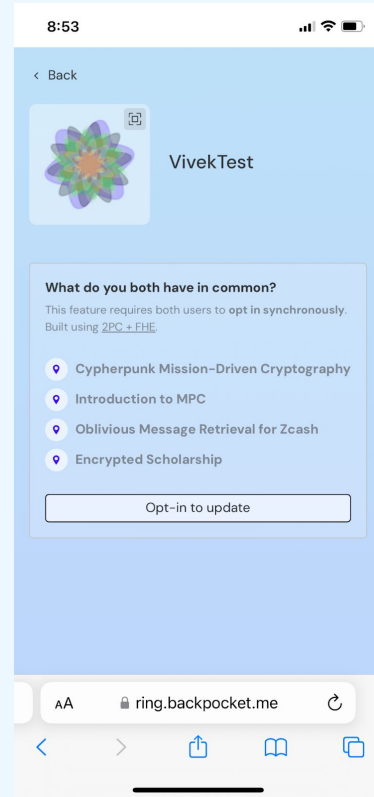 8:53
Back
VivekTest
What do you both have in common?
This feature requires both users to opt in synchronously.
Built using 2PC + FHE.
Cypherpunk Mission-Driven Cryptography
Introduction to MPC
Oblivious Message Retrieval for Zcash
Encrypted Scholarship
Opt-in to update
AA
ring.backpocket.me